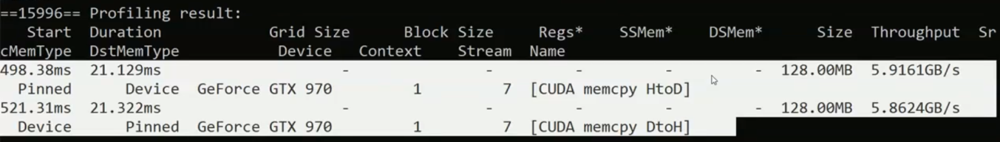 ==15996== Profiling result:
Start Duration Grid Size Block Size Regs* SSMem* DSMem* Size Throughput Sr
cMemType DstMemType Device Context Stream Name
498.38ms 21.129ms - - - - - 128.00MB 5.9161GB/s
Pinned Device GeForce GTX 970 1 7 [CUDA memcpy HtoD]
521.31ms 21.322ms - - - - - 128.00MB 5.8624GB/s
Device Pinned GeForce GTX 970 1 7 [CUDA memcpy DtoH]